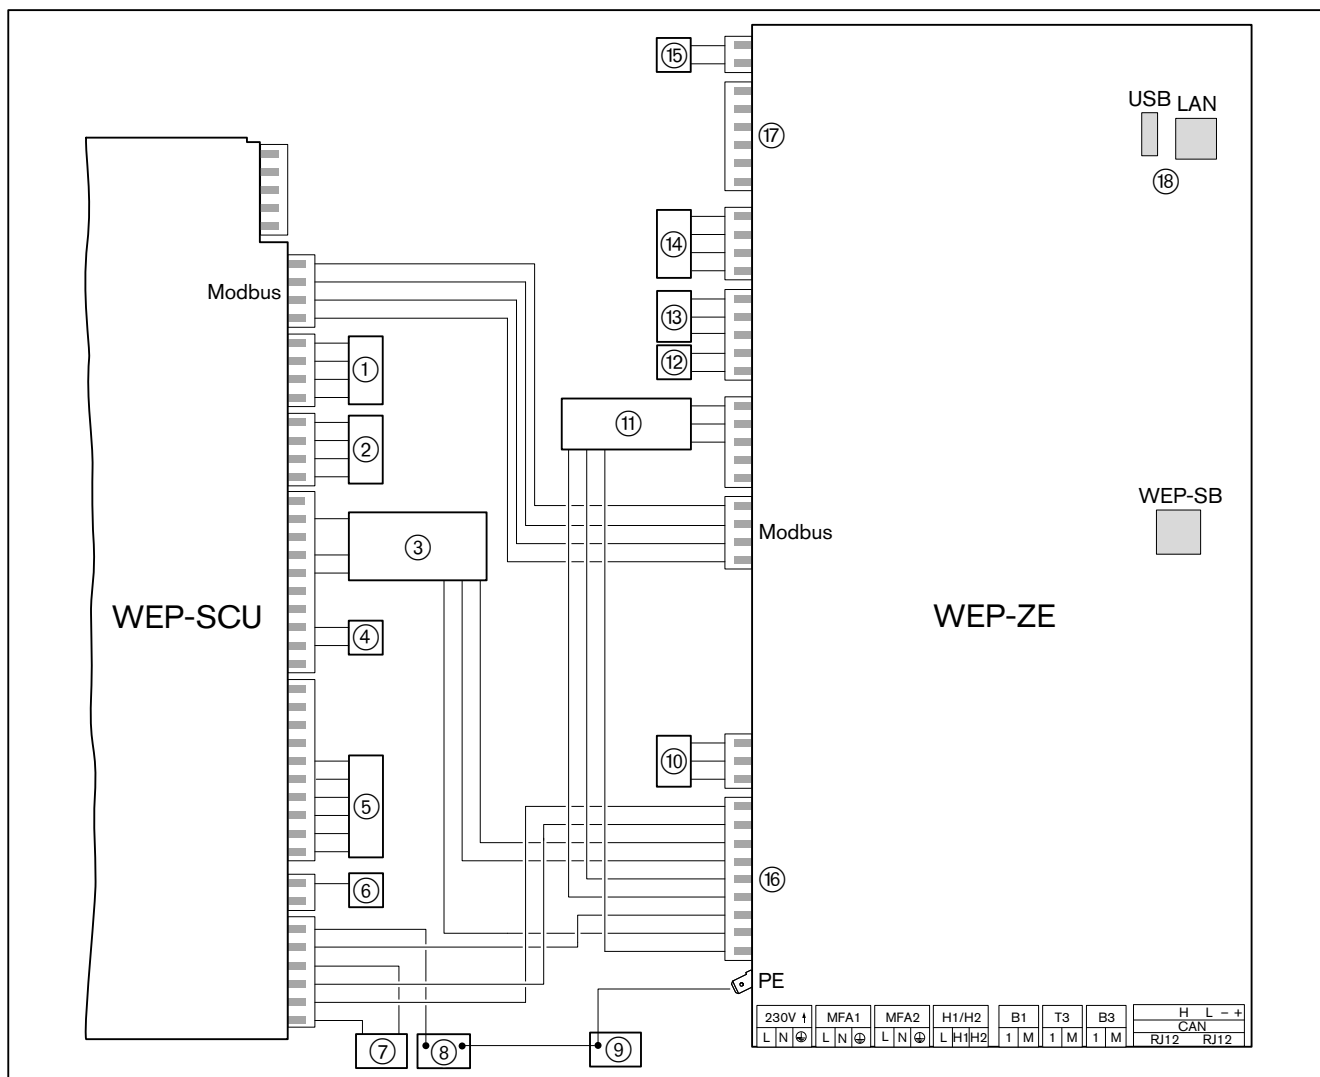 ⑮
USB LAN
⑰
⑱
⑭
Modbus
⑬
⑫
①
⑪
②
WEP-SB
Modbus
③
WEP-SCU
WEP-ZE
④
⑩
⑤
⑯
⑥
PE
230V MFA1 MFA2 H1/H2 B1 T3 B3 H L - +
CAN
L N L N L N L H1 H2 1 M 1 M 1 M RJ12 RJ12
⑦ ⑧ ⑨